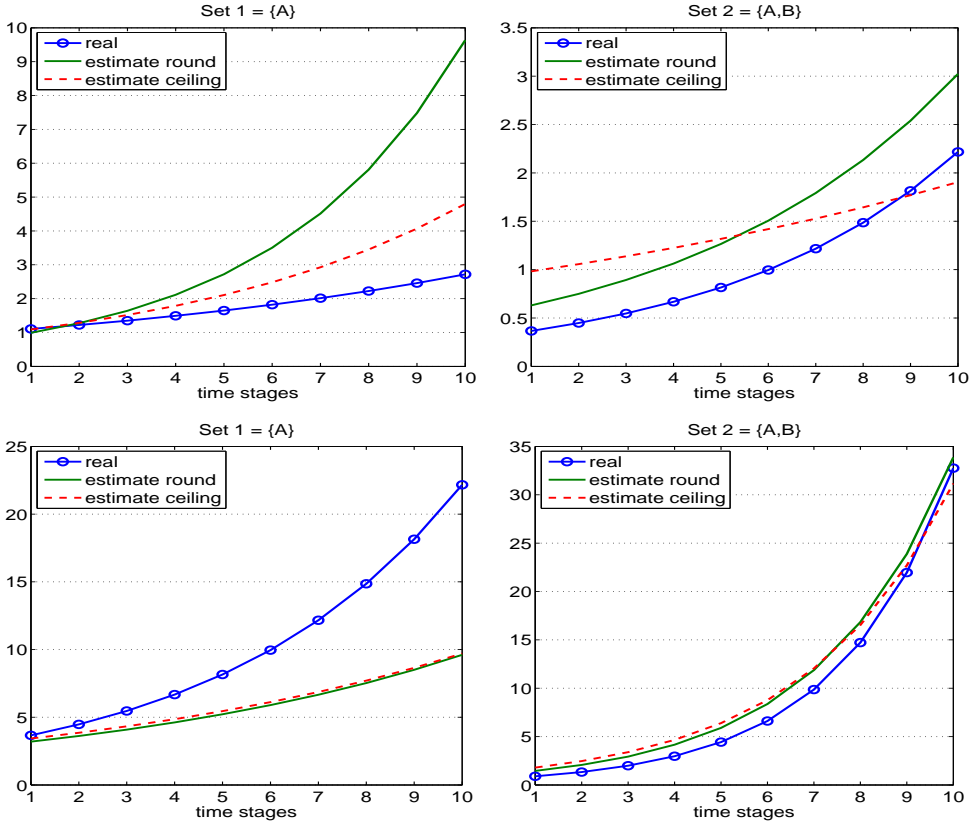 Set 1 = {A}
10
9
8
7
6
5
4
3
2
1
0
real
estimate round
estimate ceiling
1 2 3 4 5 6 7 8 9 10
time stages
Set 2 = {A,B}
3.5
3
2.5
2
1.5
1
0.5
0
real
estimate round
estimate ceiling
1 2 3 4 5 6 7 8 9 10
time stages
Set 1 = {A}
25
20
15
10
5
0
real
estimate round
estimate ceiling
1 2 3 4 5 6 7 8 9 10
time stages
Set 2 = {A,B}
35
30
25
20
15
10
5
0
real
estimate round
estimate ceiling
1 2 3 4 5 6 7 8 9 10
time stages